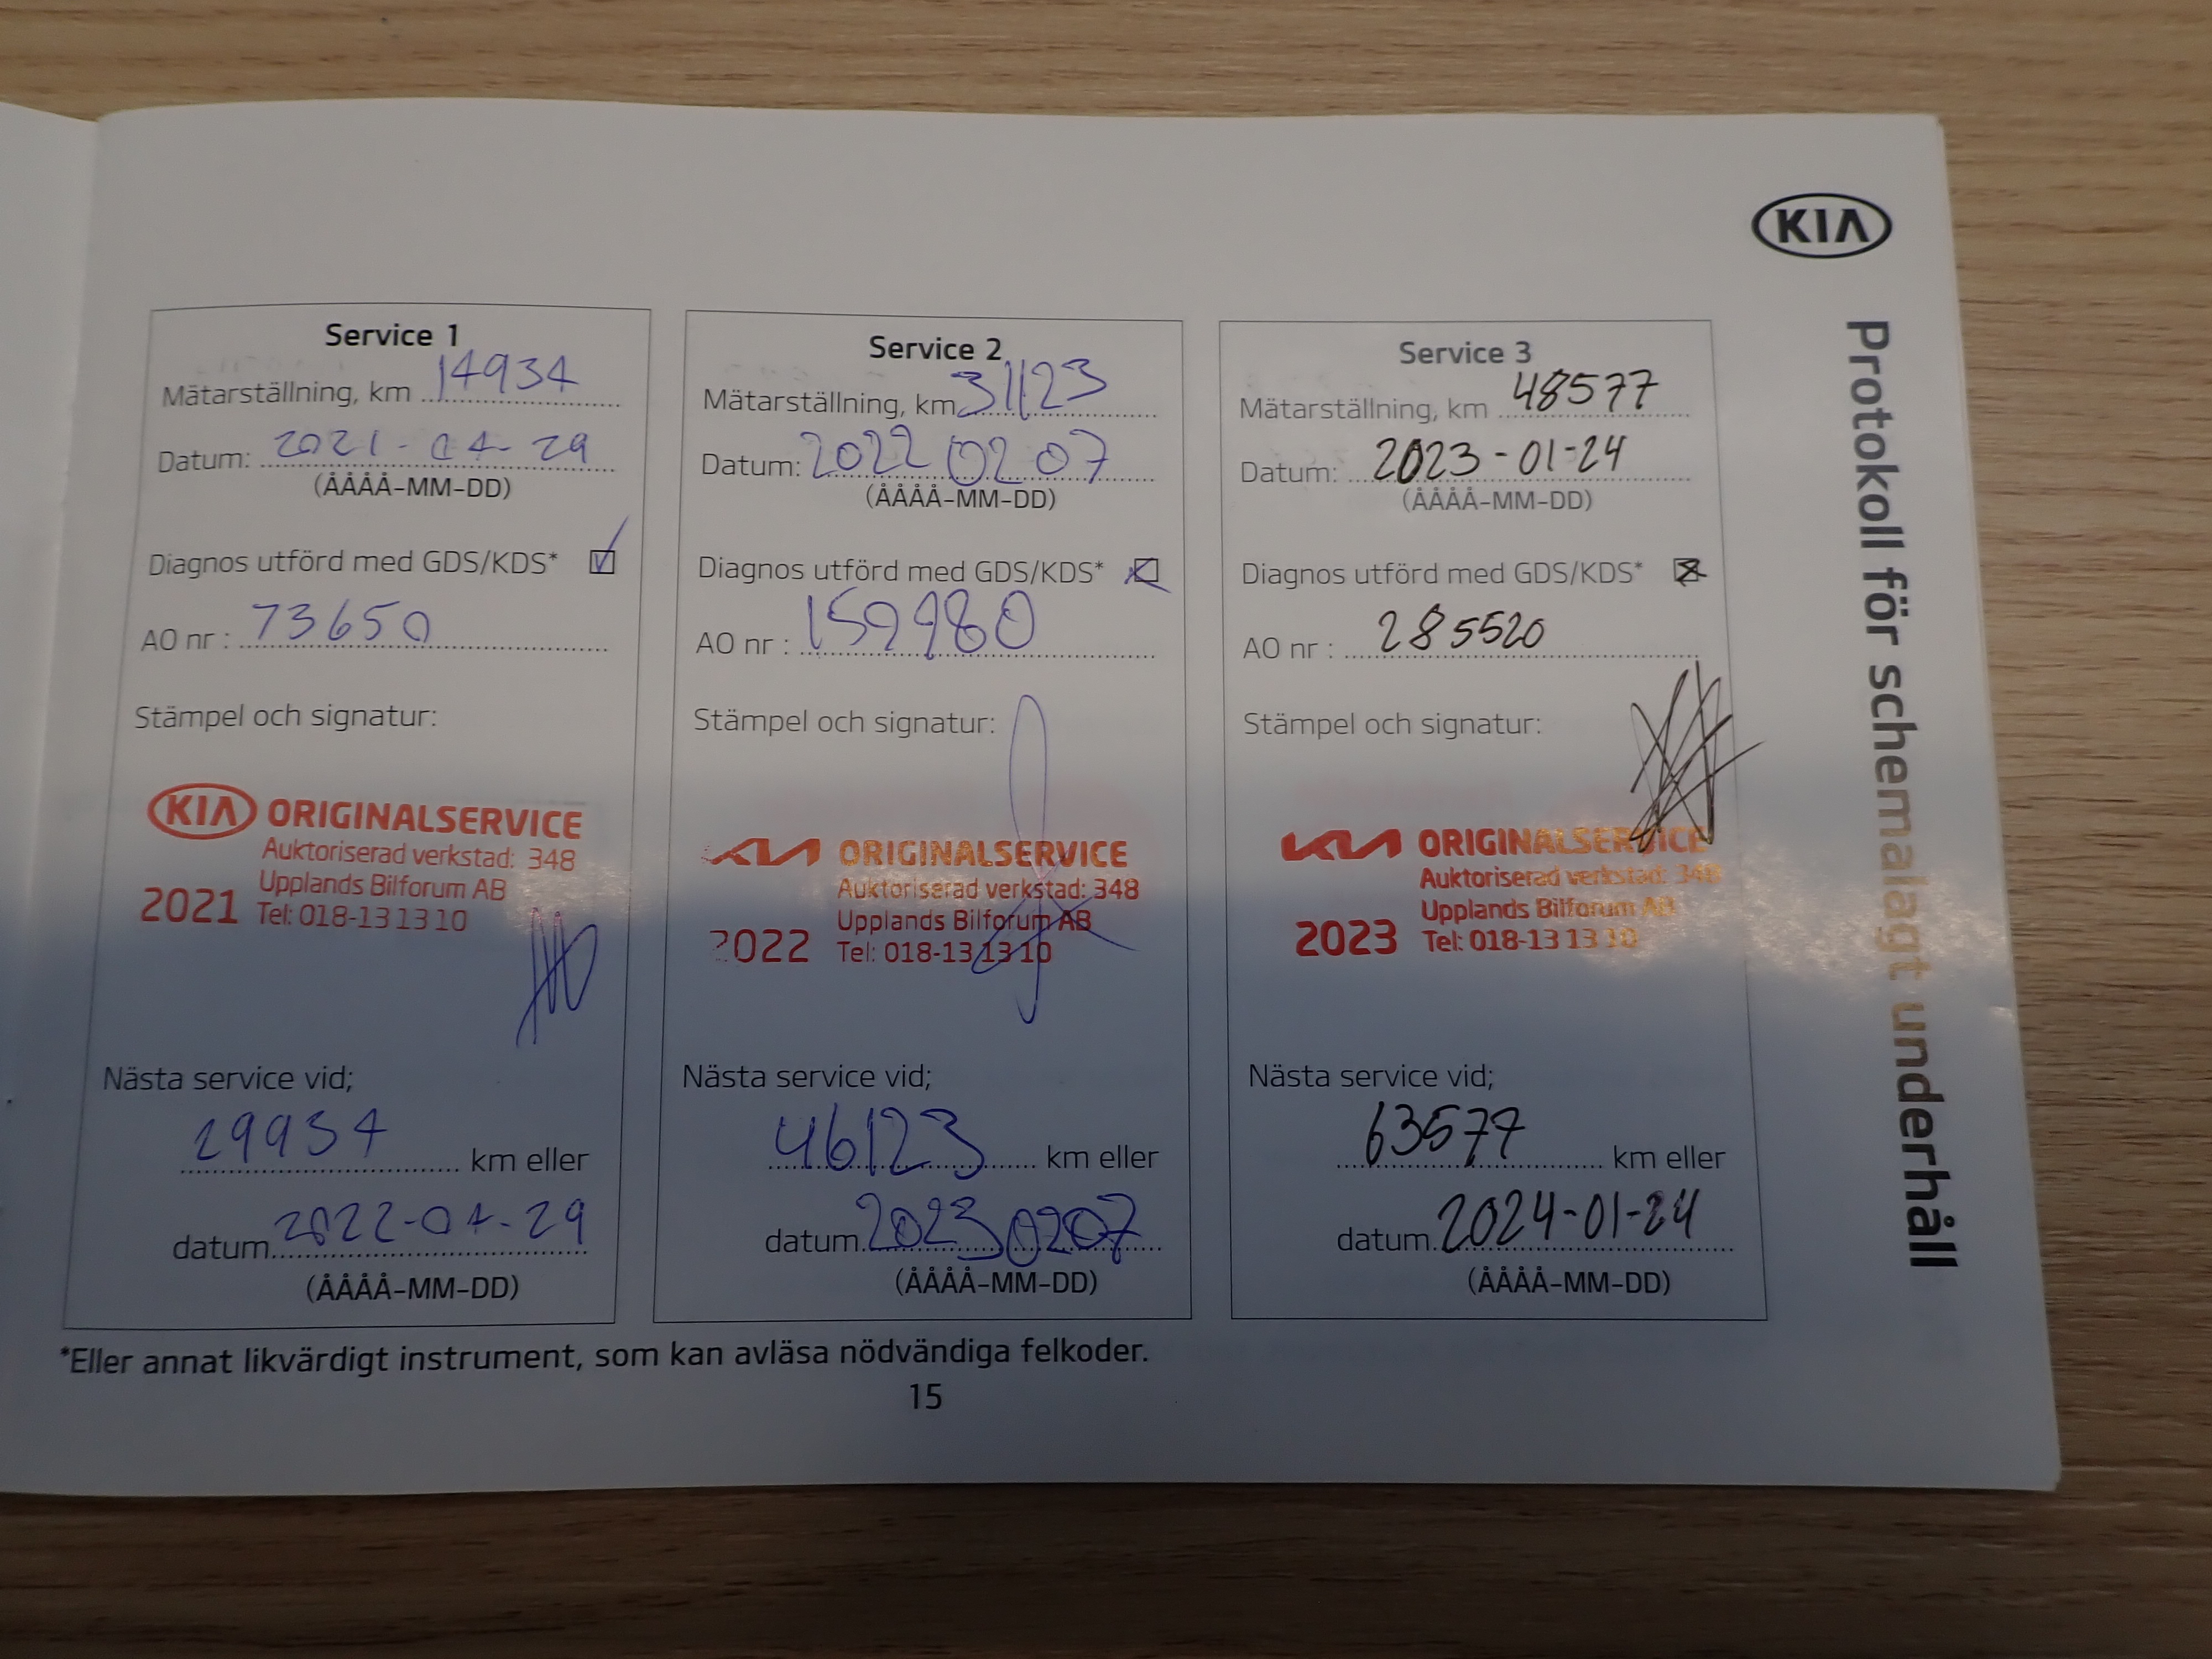 KIA
Protokoll för schemalagt underhåll
Service 1
Mätarställning, km 14934
Datum: 2021-04-29
(ÅÅÅÅ-MM-DD)
Diagnos utförd med GDS/KDS*
AO nr : 73650
Stämpel och signatur:
KIA ORIGINALSERVICE
Auktoriserad verkstad: 348
Upplands Bilforum AB
2021 Tel: 018-13 13 10
Nästa service vid;
29934 km eller
datum 2022-04-29
(ÅÅÅÅ-MM-DD)
Service 2
Mätarställning, km 31123
Datum: 2022 02 07
(ÅÅÅÅ-MM-DD)
Diagnos utförd med GDS/KDS*
AO nr : 159980
Stämpel och signatur:
KIA ORIGINALSERVICE
Auktoriserad verkstad: 348
Upplands Bilforum AB
2022 Tel: 018-13 13 10
Nästa service vid;
46123 km eller
datum 20230207
(ÅÅÅÅ-MM-DD)
Service 3
Mätarställning, km 48577
Datum: 2023-01-24
(ÅÅÅÅ-MM-DD)
Diagnos utförd med GDS/KDS*
AO nr : 285520
Stämpel och signatur:
KIA ORIGINALSERVICE
Auktoriserad verkstad: 348
Upplands Bilforum AB
2023 Tel: 018-13 13 10
Nästa service vid;
63577 km eller
datum 2024-01-24
(ÅÅÅÅ-MM-DD)
*Eller annat likvärdigt instrument, som kan avläsa nödvändiga felkoder.
15